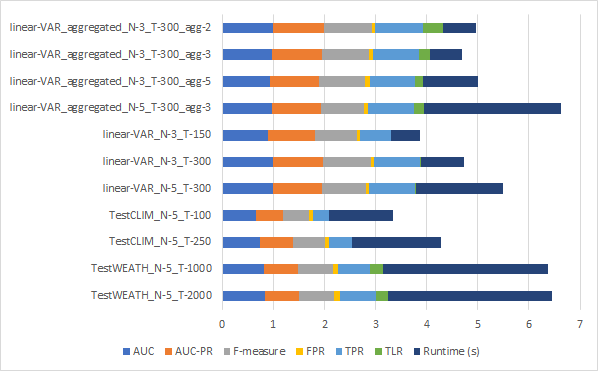 linear-VAR_aggregated_N-3_T-300_agg-2
linear-VAR_aggregated_N-3_T-300_agg-3
linear-VAR_aggregated_N-3_T-300_agg-5
linear-VAR_aggregated_N-5_T-300_agg-3
linear-VAR_N-3_T-150
linear-VAR_N-3_T-300
linear-VAR_N-5_T-300
TestCLIM_N-5_T-100
TestCLIM_N-5_T-250
TestWEATH_N-5_T-1000
TestWEATH_N-5_T-2000
0 1 2 3 4 5 6 7
AUC AUC-PR F-measure FPR TPR TLR Runtime (s)